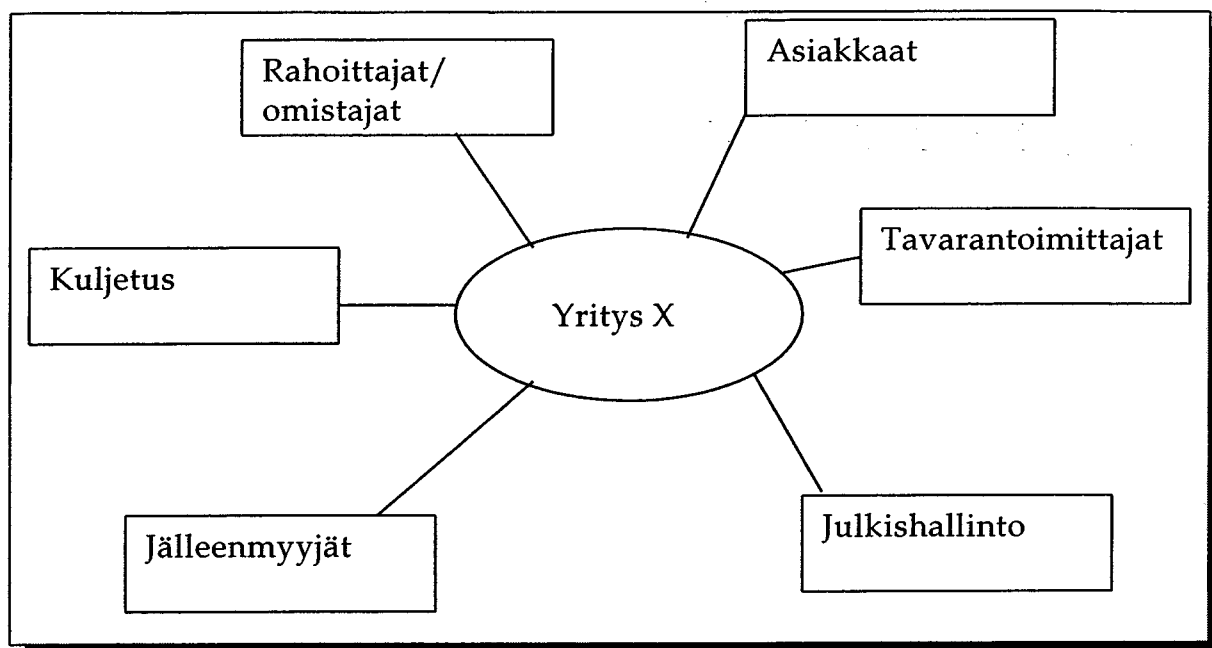 Rahoittajat/
omistajat
Asiakkaat
Tavarantoimittajat
Kuljetus
Yritys X
Jälleenmyyjät
Julkishallinto